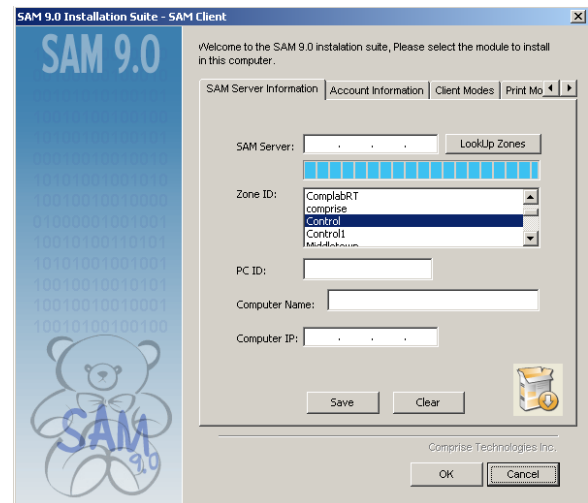 SAM 9.0 Installation Suite - SAM Client
SAM 9.0
Welcome to the SAM 9.0 instalation suite, Please select the module to install
in this computer.
SAM Server Information Account Information Client Modes Print Mo
SAM Server: . . . LookUp Zones
Zone ID:
ComplabRT
comprise
Control
Control1
Middletown
PC ID:
Computer Name:
Computer IP: . . .
Save Clear
SAM
9.0
Comprise Technologies Inc.
OK Cancel